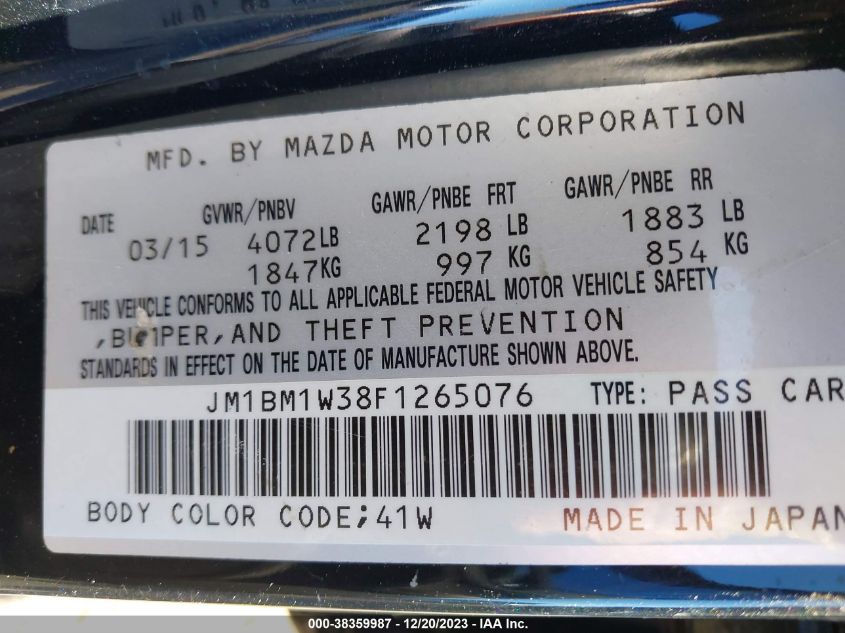 MFD. BY MAZDA MOTOR CORPORATION
DATE GVWR/PNBV GAWR/PNBE FRT GAWR/PNBE RR
03/15 4072LB 2198 LB 1883 LB
1847KG 997 KG 854 KG
THIS VEHICLE CONFORMS TO ALL APPLICABLE FEDERAL MOTOR VEHICLE SAFETY
,BUMPER,AND THEFT PREVENTION
STANDARDS IN EFFECT ON THE DATE OF MANUFACTURE SHOWN ABOVE.
JM1BM1W38F1265076 TYPE: PASS CAR
BODY COLOR CODE;41W MADE IN JAPAN
000-38359987 - 12/20/2023 - IAA Inc.